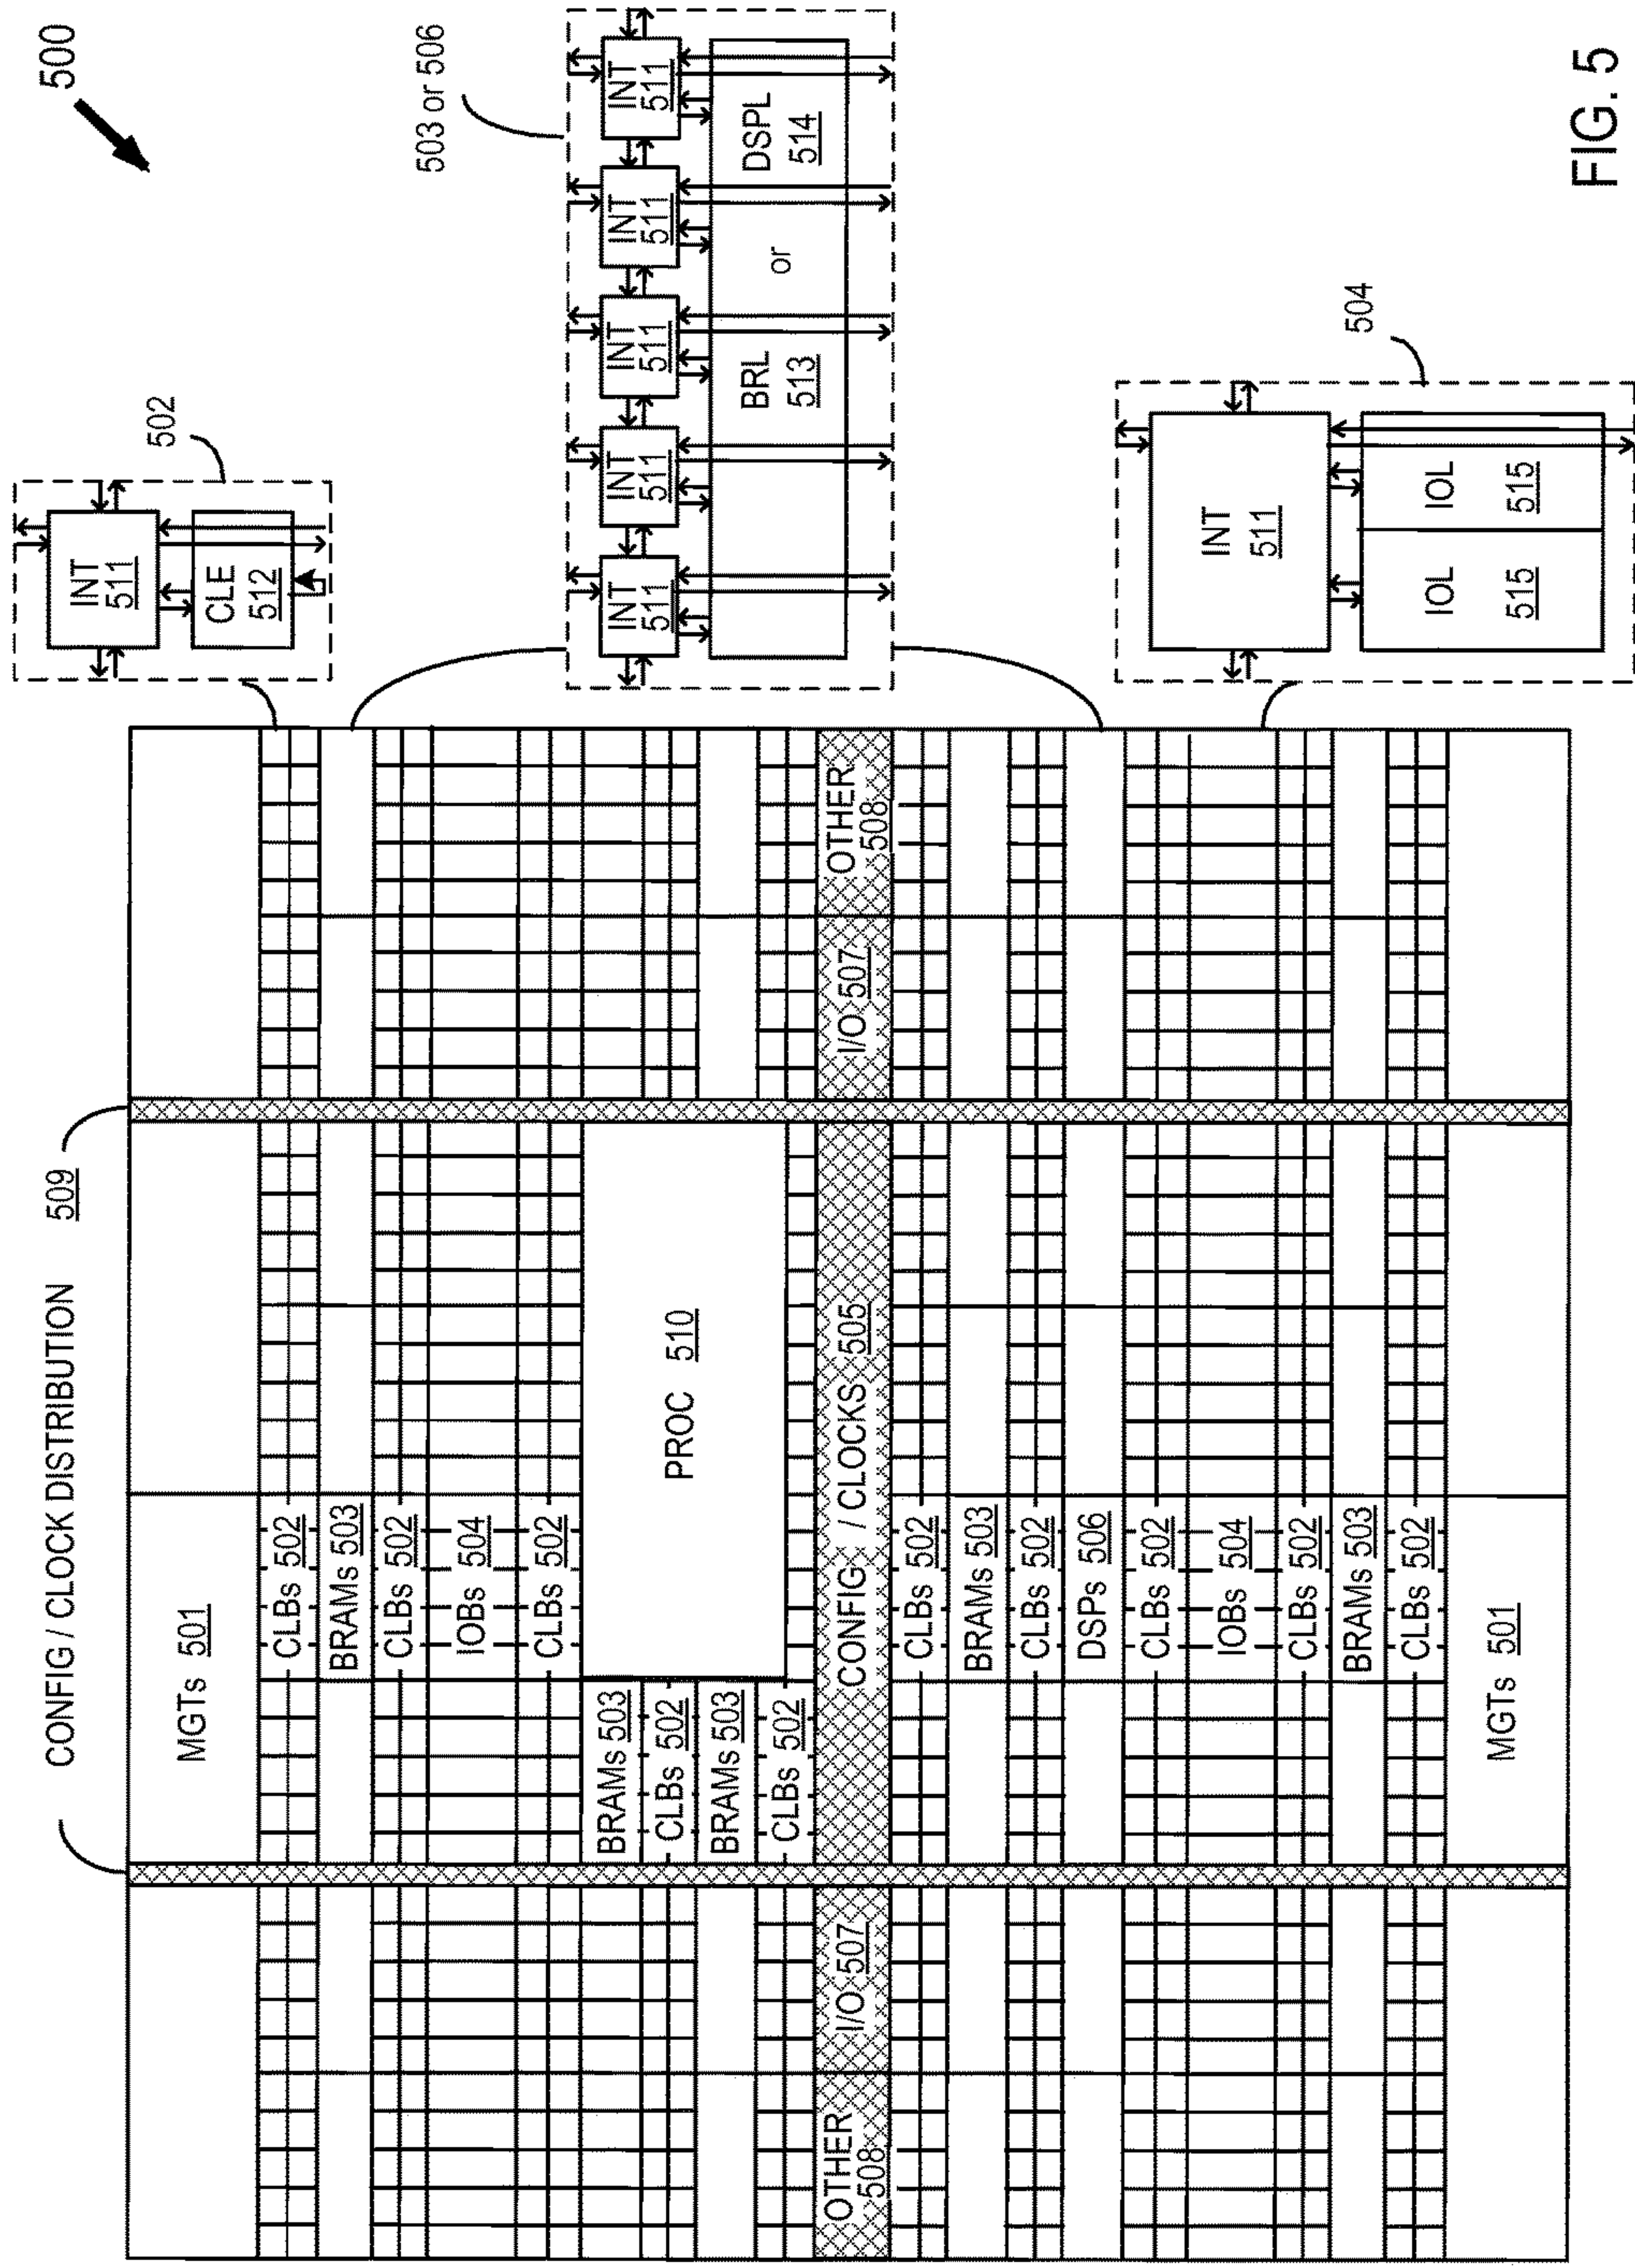 500
CONFIG / CLOCK DISTRIBUTION 509
MGTs 501
CLBs 502
BRAMs 503
CLBs 502
IOBs 504
CLBs 502
PROC 510
BRAMs 503
CLBs 502
BRAMs 503
CLBs 502
OTHER
508
I/O 507
CONFIG / CLOCKS 505
I/O 507
OTHER
508
CLBs 502
BRAMs 503
CLBs 502
DSPs 506
CLBs 502
IOBs 504
CLBs 502
BRAMs 503
CLBs 502
MGTs 501
502
INT
511
CLE
512
503 or 506
INT
511
INT
511
INT
511
INT
511
INT
511
BRL
513
or
DSPL
514
504
INT
511
IOL
515
IOL
515
FIG. 5